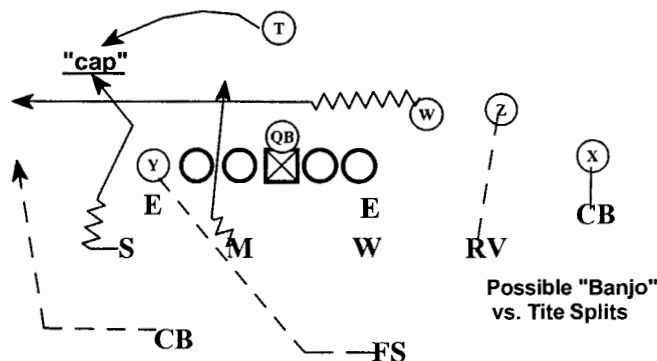 T
"cap"
W
Z
QB
Y
X
E
E
CB
S
M
W
RV
Possible "Banjo"
vs. Tite Splits
CB
FS